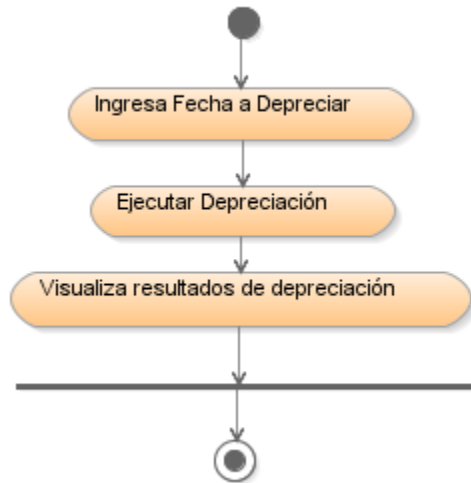 Ingresa Fecha a Depreciar
Ejecutar Depreciación
Visualiza resultados de depreciación